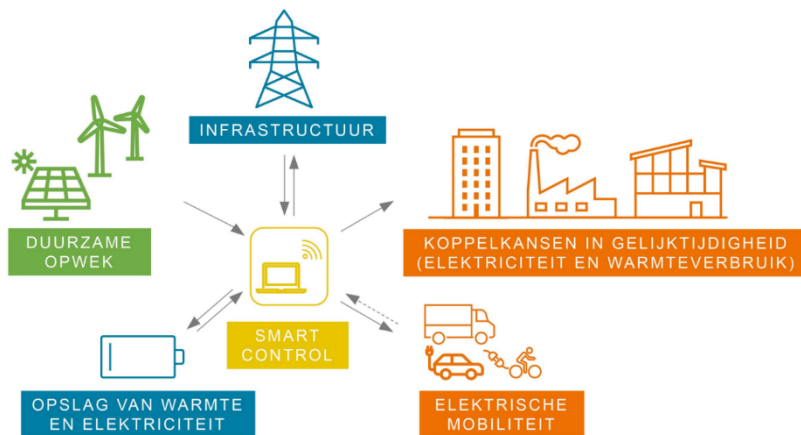 INFRASTRUCTUUR
DUURZAME
OPWEK
KOPPELKANSEN IN GELIJKTIJDIGHEID
(ELEKTRICITEIT EN WARMTEVERBRUIK)
SMART
CONTROL
OPSLAG VAN WARMTE
EN ELEKTRICITEIT
ELEKTRISCHE
MOBILITEIT